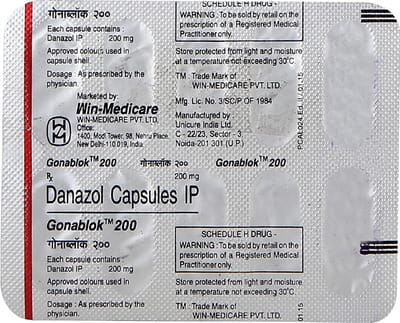 गोनाब्लॉक २००
Each capsule contains
Danazol IP 200 mg
Approved colours used in
capsule shell.
Dosage : As prescribed by the
physician.
Marketed by:
Win-Medicare
WIN-MEDICARE PVT. LTD.
Office:
1400, Modi Tower, 98, Nehru Place,
New Delhi-110 019, India
SCHEDULE H DRUG -
WARNING : To be sold by retail on the
prescription of a Registered Medical
Practitioner only.
Store protected from light and moisture
at a temperature not exceeding 30°C
TM : Trade Mark of
WIN-MEDICARE PVT. LTD.
Mfg. Lic. No. 3/SC/P OF 1984
Manufactured by
Unicure India Ltd.
C - 22/23, Sector - 3
Noida-201 301 (U.P.)
Gonablok™ 200 गोनाब्लॉक २००
Rx 200 mg
Danazol Capsules IP
Gonablok™ 200
गोनाब्लॉक २००
Each capsule contains
Danazol IP 200 mg
Approved colours used in
capsule shell.
Dosage : As prescribed by the
physician.
SCHEDULE H DRUG -
WARNING : To be sold by retail on the
prescription of a Registered Medical
Practitioner only.
Store protected from light and moisture
at a temperature not exceeding 30°C
TM : Trade Mark of
WIN-MEDICARE PVT. LTD.
01.15